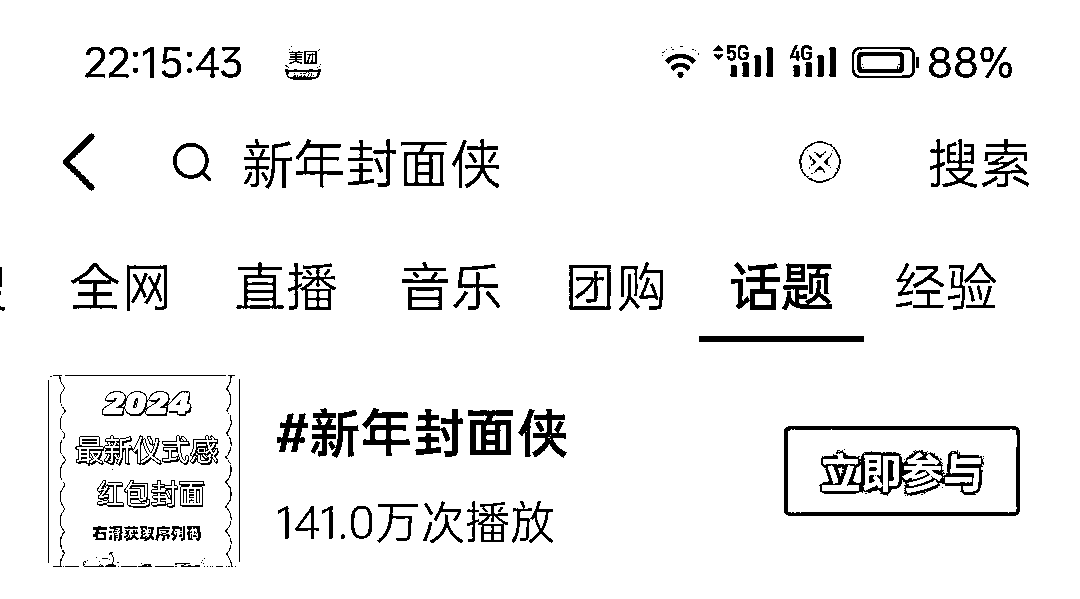 22:15:43 美团 5G 4G 88%
新年封面侠 搜索
全网 直播 音乐 团购 话题 经验
2024
最新仪式感
红包封面
右滑获取序列码
#新年封面侠
141.0万次播放
立即参与